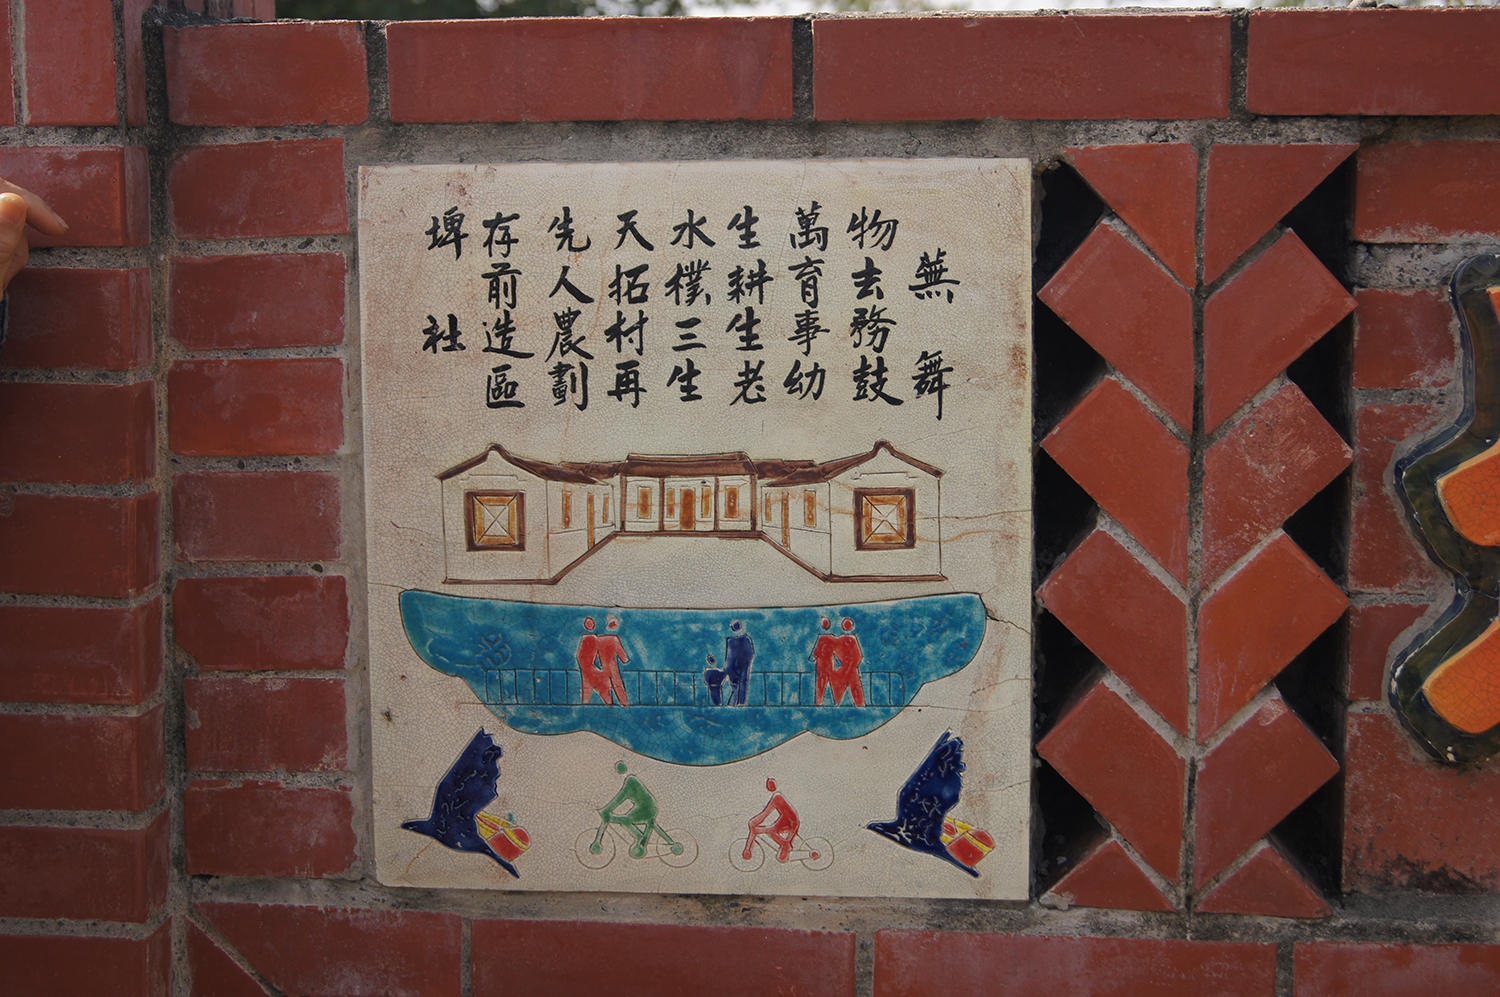 埤存先天水生萬物
前人拓樸耕育去蕪
社造農村三生事務
區劃再生老幼鼓舞